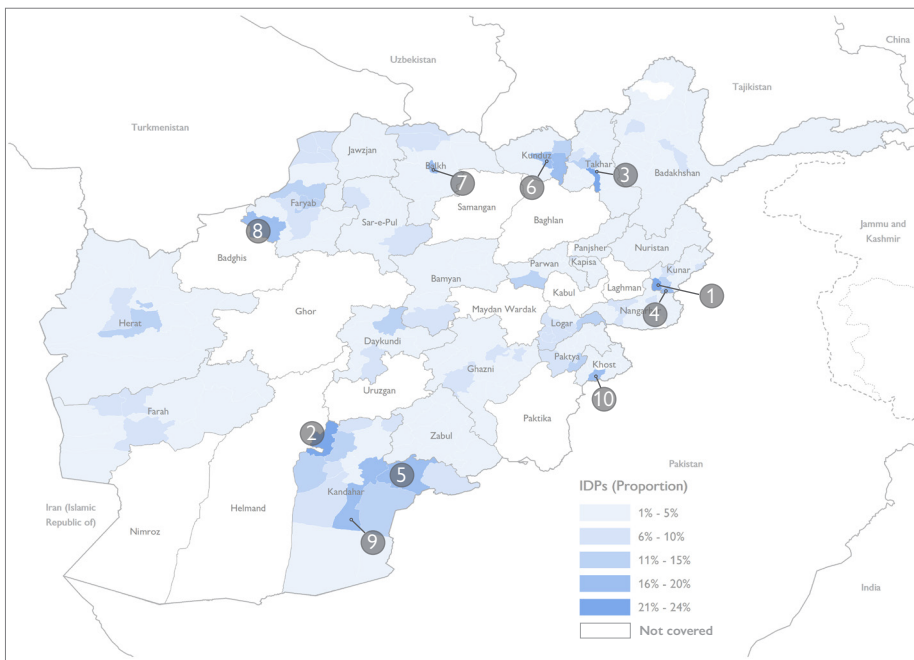 China
Uzbekistan
Tajikistan
Turkmenistan
Jawzjan
Balkh
Kunduz
Takhar
Badakhshan
7
6
3
Faryab
Samangan
Sar-e-Pul
Baghlan
8
Badghis
Panjsher
Nuristan
Jammu and
Kashmir
Parwan
Kapisa
Kunar
Bamyan
Kabul
Laghman
1
Ghor
Maydan Wardak
4
Herat
Logar
Daykundi
Paktya
Khost
Ghazni
10
Uruzgan
Farah
Paktika
2
Zabul
Pakistan
5
IDPs (Proportion)
Kandahar
Iran (Islamic
Republic of)
Helmand
1% - 5%
6% - 10%
Nimroz
9
11% - 15%
16% - 20%
India
21% - 24%
Not covered